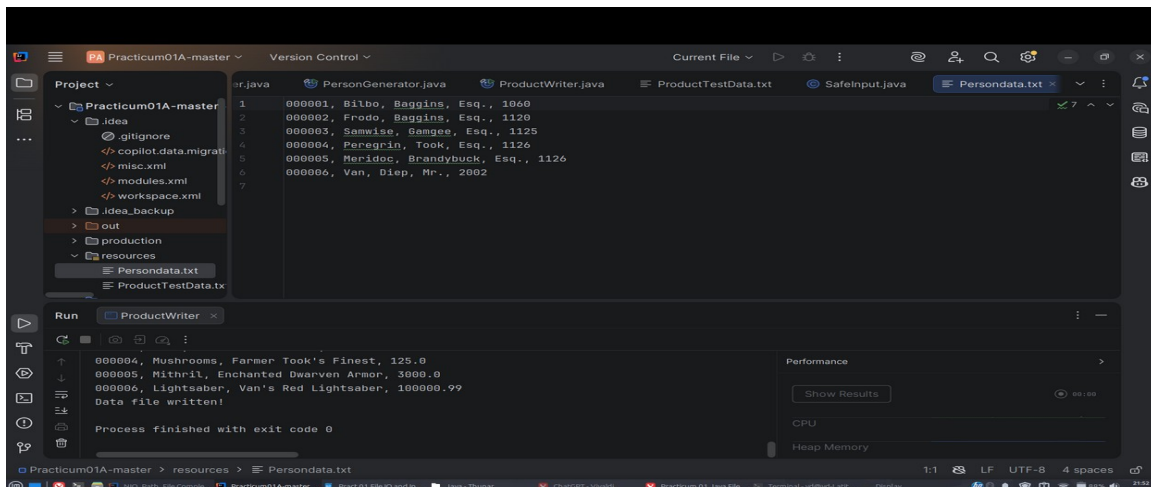 PA Practicum01A-master Version Control Current File
Project
er.java PersonGenerator.java ProductWriter.java ProductTestData.txt SafeInput.java Persondata.txt
Practicum01A-master
.idea
.gitignore
copilot.data.migrati
misc.xml
modules.xml
workspace.xml
.idea_backup
out
production
resources
Persondata.txt
ProductTestData.tx
1 000001, Bilbo, Baggins, Esq., 1060
2 000002, Frodo, Baggins, Esq., 1120
3 000003, Samwise, Gamgee, Esq., 1125
4 000004, Peregrin, Took, Esq., 1126
5 000005, Meridoc, Brandybuck, Esq., 1126
6 000006, Van, Diep, Mr., 2002
7
7
Run ProductWriter
000004, Mushrooms, Farmer Took's Finest, 125.0
000005, Mithril, Enchanted Dwarven Armor, 3000.0
000006, Lightsaber, Van's Red Lightsaber, 100000.99
Data file written!
Process finished with exit code 0
Performance
Show Results 00:00
CPU
Heap Memory
Practicum01A-master > resources > Persondata.txt 1:1 LF UTF-8 4 spaces
21:52